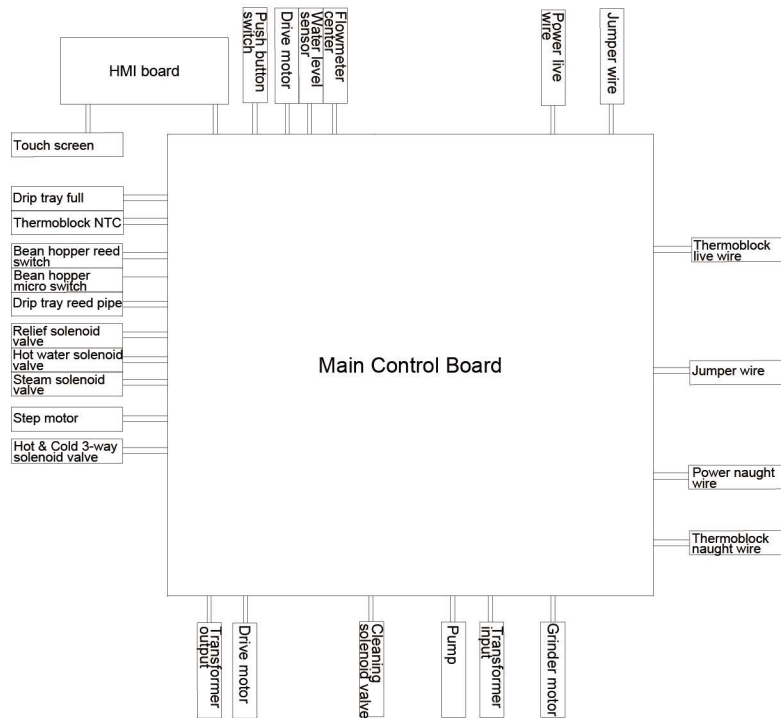 HMI board
Push button
switch
Drive motor
Water level
sensor
Flowmeter
center
Power live
wire
Jumper wire
Touch screen
Drip tray full
Thermoblock NTC
Bean hopper reed
switch
Bean hopper
micro switch
Drip tray reed pipe
Relief solenoid
valve
Hot water solenoid
valve
Steam solenoid
valve
Step motor
Hot & Cold 3-way
solenoid valve
Main Control Board
Thermoblock
live wire
Jumper wire
Power naught
wire
Thermoblock
naught wire
Transformer
output
Drive motor
Cleaning
solenoid valve
Pump
Transformer
input
Grinder motor